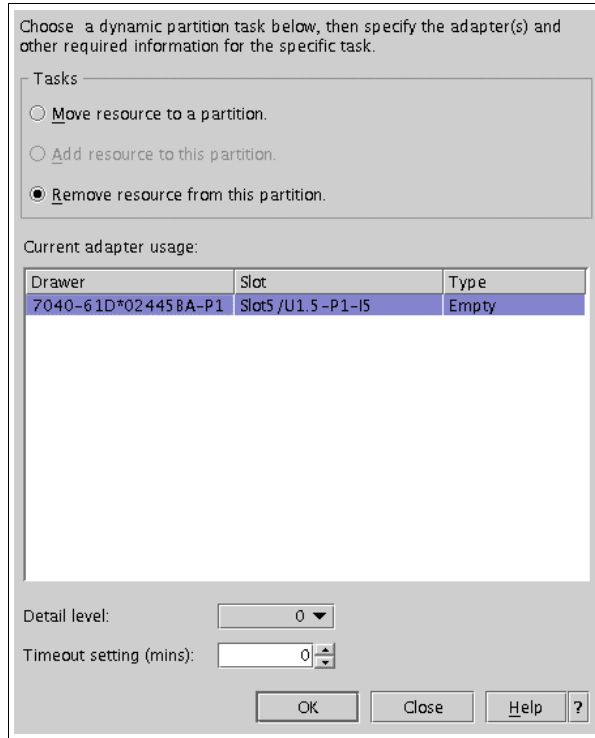 Choose a dynamic partition task below, then specify the adapter(s) and
other required information for the specific task.
Tasks
Move resource to a partition.
Add resource to this partition.
Remove resource from this partition.
Current adapter usage:
Drawer Slot Type
7040-61D*02445BA-P1 Slot5/U1.5-P1-I5 Empty
Detail level: 0
Timeout setting (mins): 0
OK Close Help ?